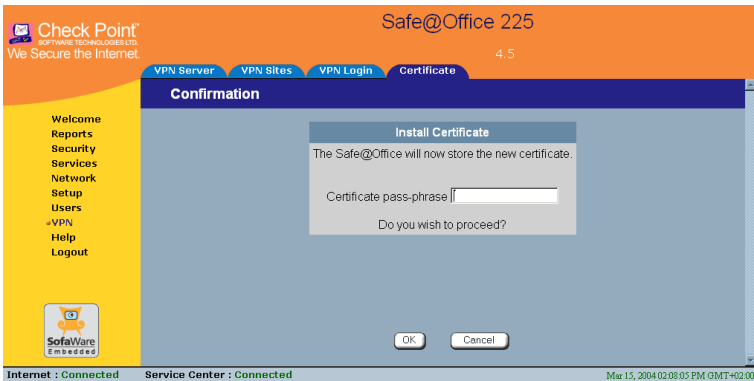 Check Point™
SOFTWARE TECHNOLOGIES LTD.
We Secure the Internet.
Safe@Office 225
4.5
VPN Server VPN Sites VPN Login Certificate
Confirmation
Welcome
Reports
Security
Services
Network
Setup
Users
VPN
Help
Logout
Install Certificate
The Safe@Office will now store the new certificate.
Certificate pass-phrase
Do you wish to proceed?
OK Cancel
SofaWare
Embedded
Internet : Connected Service Center : Connected Mar 15, 2004 02:08:05 PM GMT+02:00